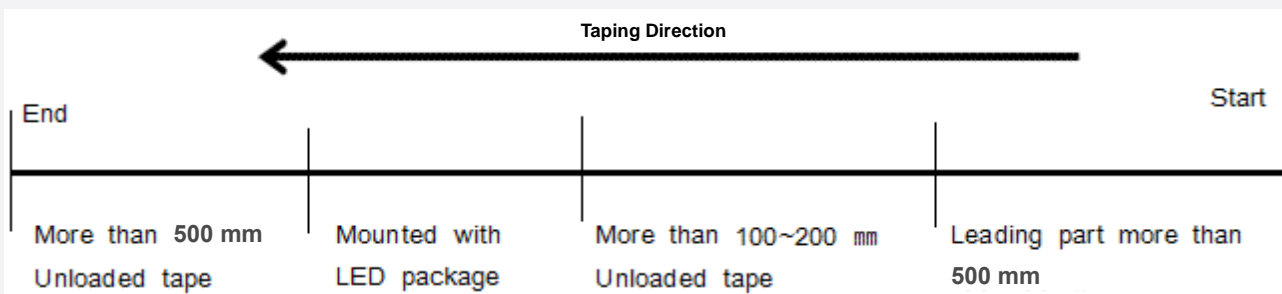 Taping Direction
End
Start
More than 500 mm
Unloaded tape
Mounted with
LED package
More than 100~200 ㎜
Unloaded tape
Leading part more than
500 mm